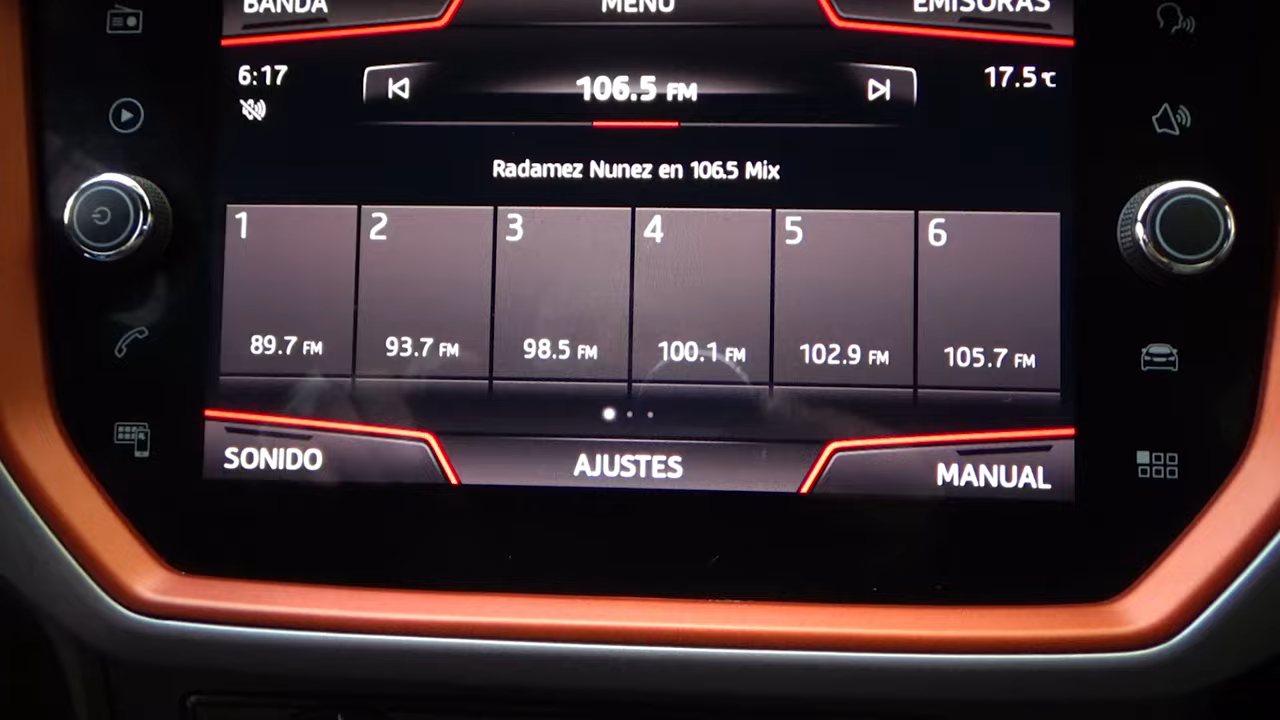 BANDA MENÚ EMISORAS
6:17 106.5 FM 17.5°C
Radamez Nunez en 106.5 Mix
1 2 3 4 5 6
89.7 FM 93.7 FM 98.5 FM 100.1 FM 102.9 FM 105.7 FM
SONIDO AJUSTES MANUAL